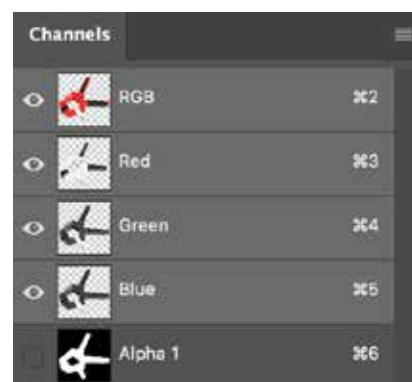 Channels
RGB ⌘2
Red ⌘3
Green ⌘4
Blue ⌘5
Alpha 1 ⌘6